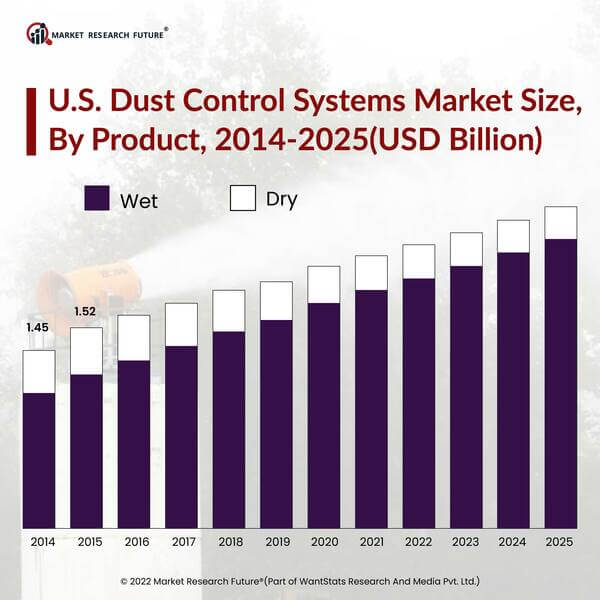 MARKET RESEARCH FUTURE®
U.S. Dust Control Systems Market Size,
By Product, 2014-2025(USD Billion)
Wet
Dry
1.45
1.52
2014 2015 2016 2017 2018 2019 2020 2021 2022 2023 2024 2025
© 2022 Market Research Future®(Part of WantStats Research And Media Pvt. Ltd.)